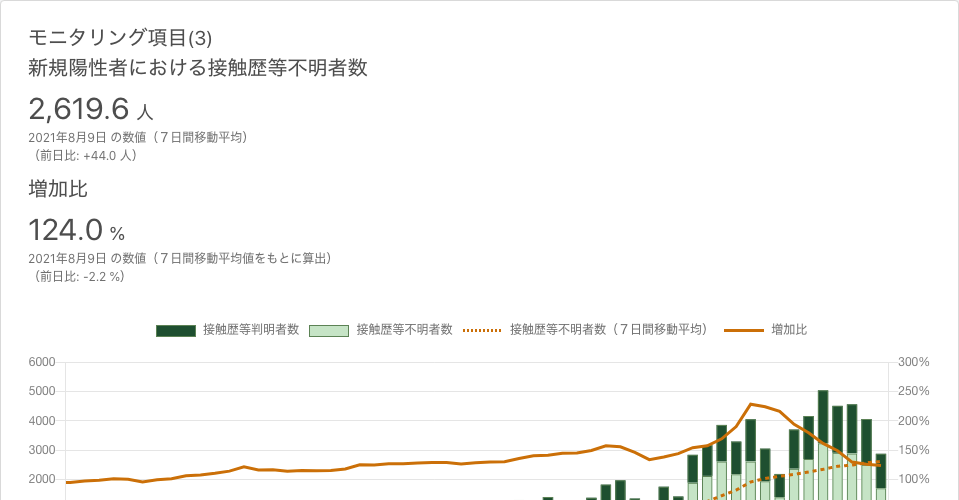 モニタリング項目(3)
新規陽性者における接触歴等不明者数
2,619.6 人
2021年8月9日 の数値（７日間移動平均）
（前日比: +44.0 人）
増加比
124.0 %
2021年8月9日 の数値（７日間移動平均値をもとに算出）
（前日比: -2.2 %）
接触歴等判明者数 接触歴等不明者数 接触歴等不明者数（７日間移動平均） 増加比
6000 300%
5000 250%
4000 200%
3000 150%
2000 100%